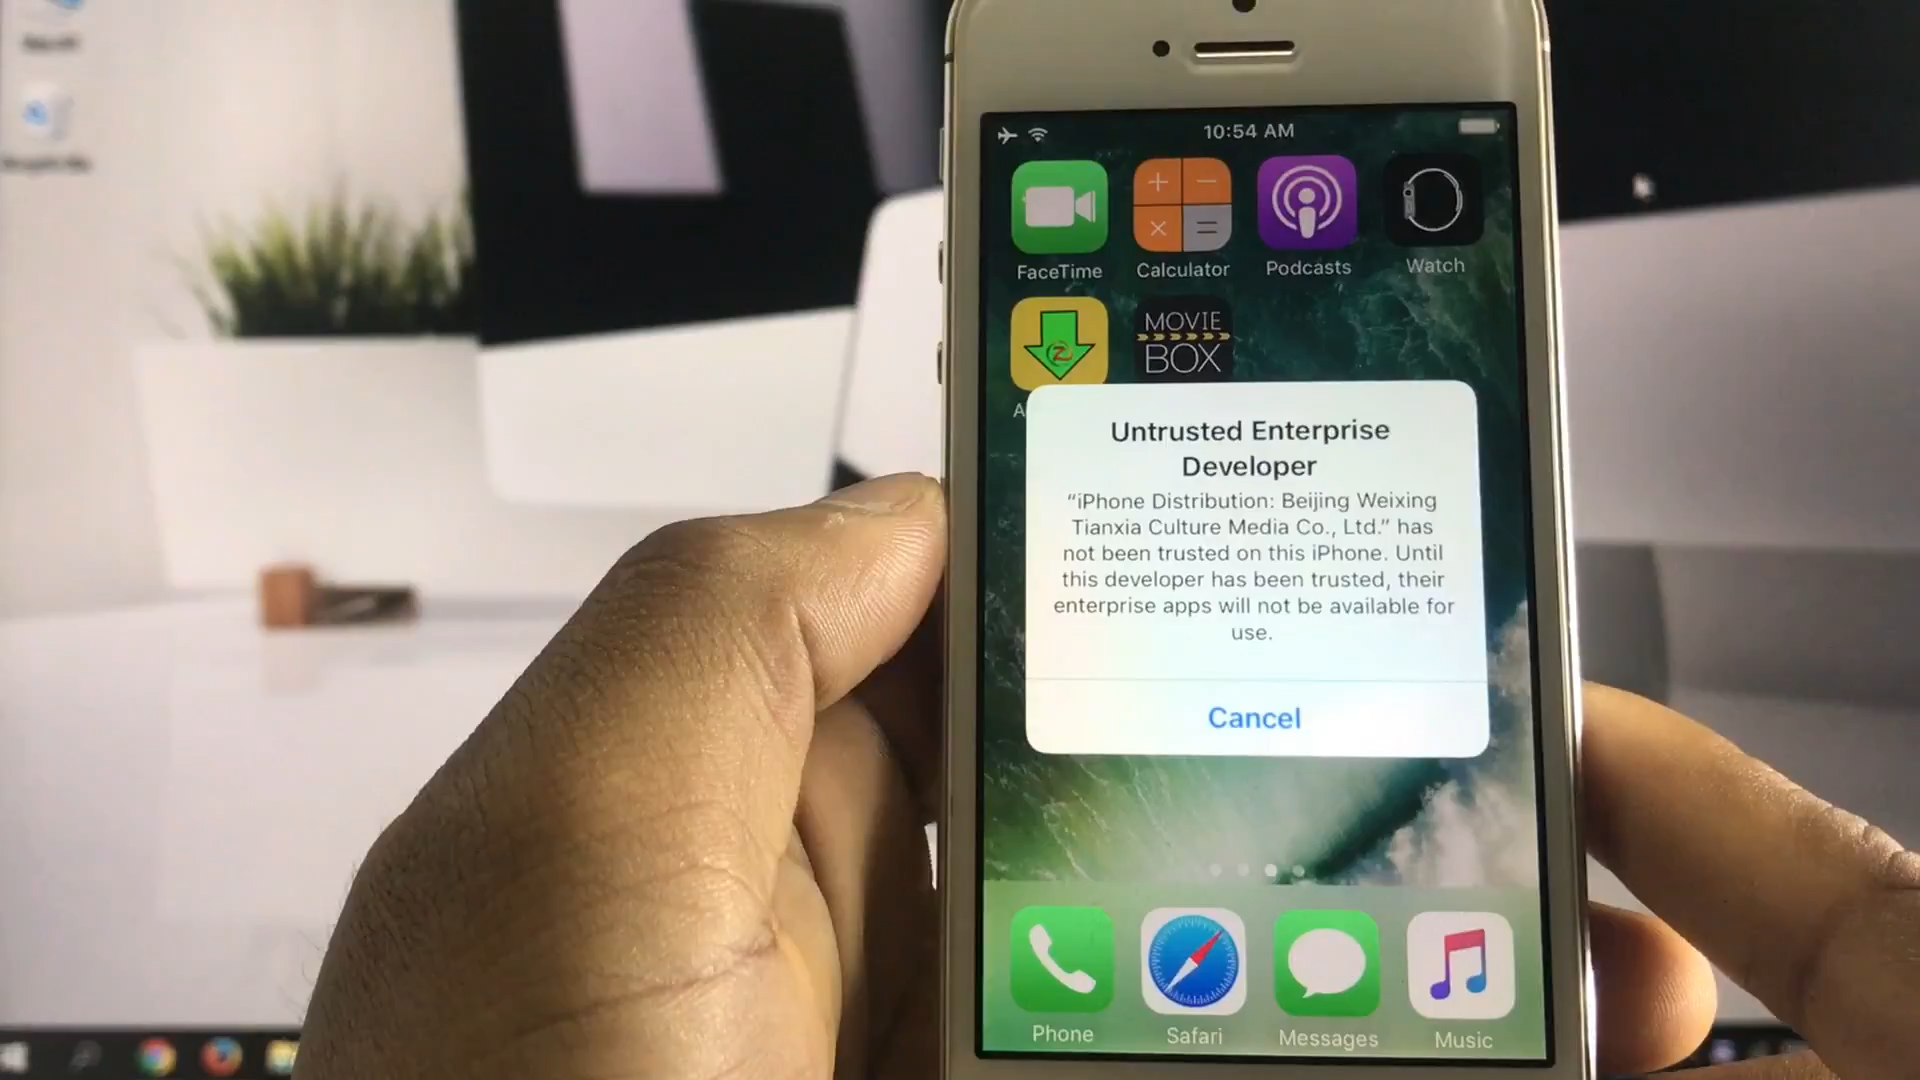 10:54 AM
FaceTime
Calculator
Podcasts
Watch
MOVIE
BOX
A
Untrusted Enterprise
Developer
“iPhone Distribution: Beijing Weixing
Tianxia Culture Media Co., Ltd.” has
not been trusted on this iPhone. Until
this developer has been trusted, their
enterprise apps will not be available for
use.
Cancel
Phone
Safari
Messages
Music